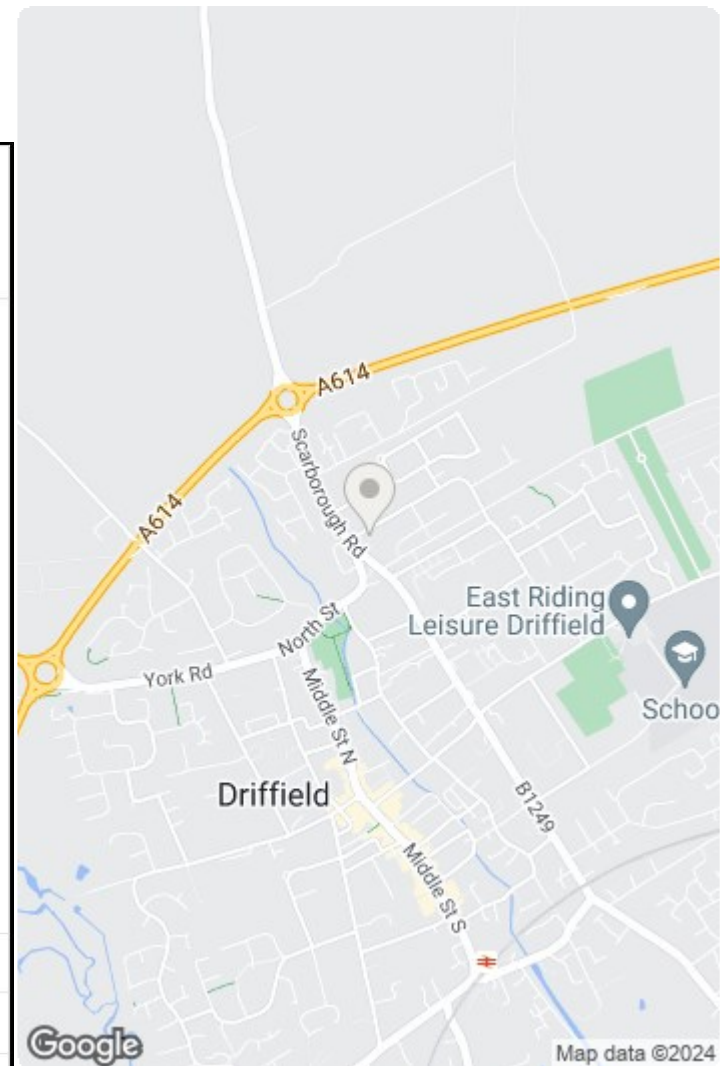 A614
Scarborough Rd
A614
East Riding
Leisure Driffield
North St
York Rd
Schoo
Middle St N
Driffield
B1249
Middle St S
Google
Map data ©2024